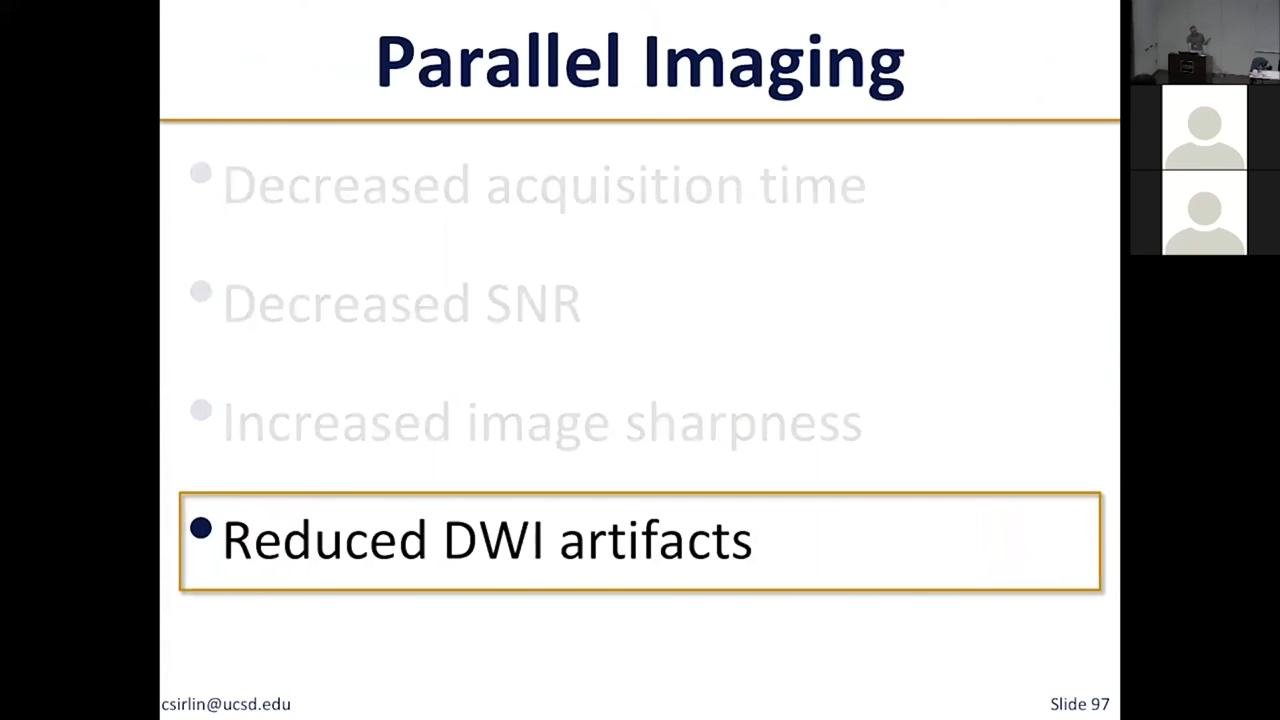 Parallel Imaging
• Decreased acquisition time
• Decreased SNR
• Increased image sharpness
• Reduced DWI artifacts
csirlin@ucsd.edu
Slide 97